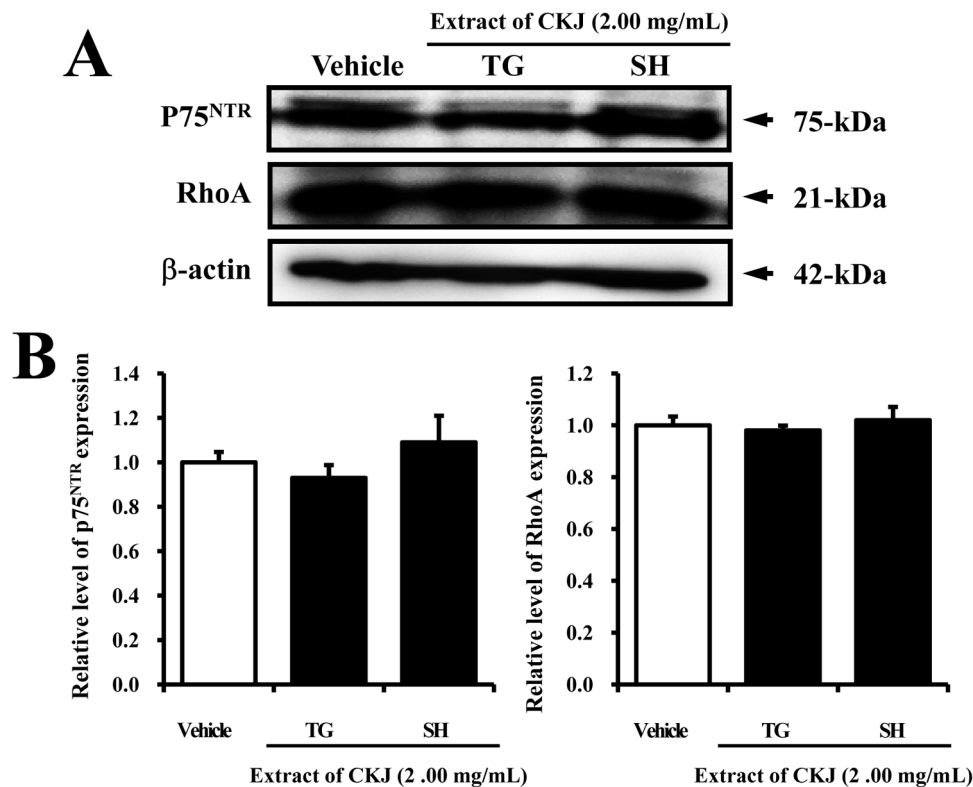 A
Extract of CKJ (2.00 mg/mL)
Vehicle TG SH
P75NTR 75-kDa
RhoA 21-kDa
β-actin 42-kDa
B
Relative level of p75NTR expression
1.4
1.2
1.0
0.8
0.6
0.4
0.2
0.0
Vehicle TG SH
Extract of CKJ (2 .00 mg/mL)
Relative level of RhoA expression
1.2
1.0
0.8
0.6
0.4
0.2
0.0
Vehicle TG SH
Extract of CKJ (2 .00 mg/mL)